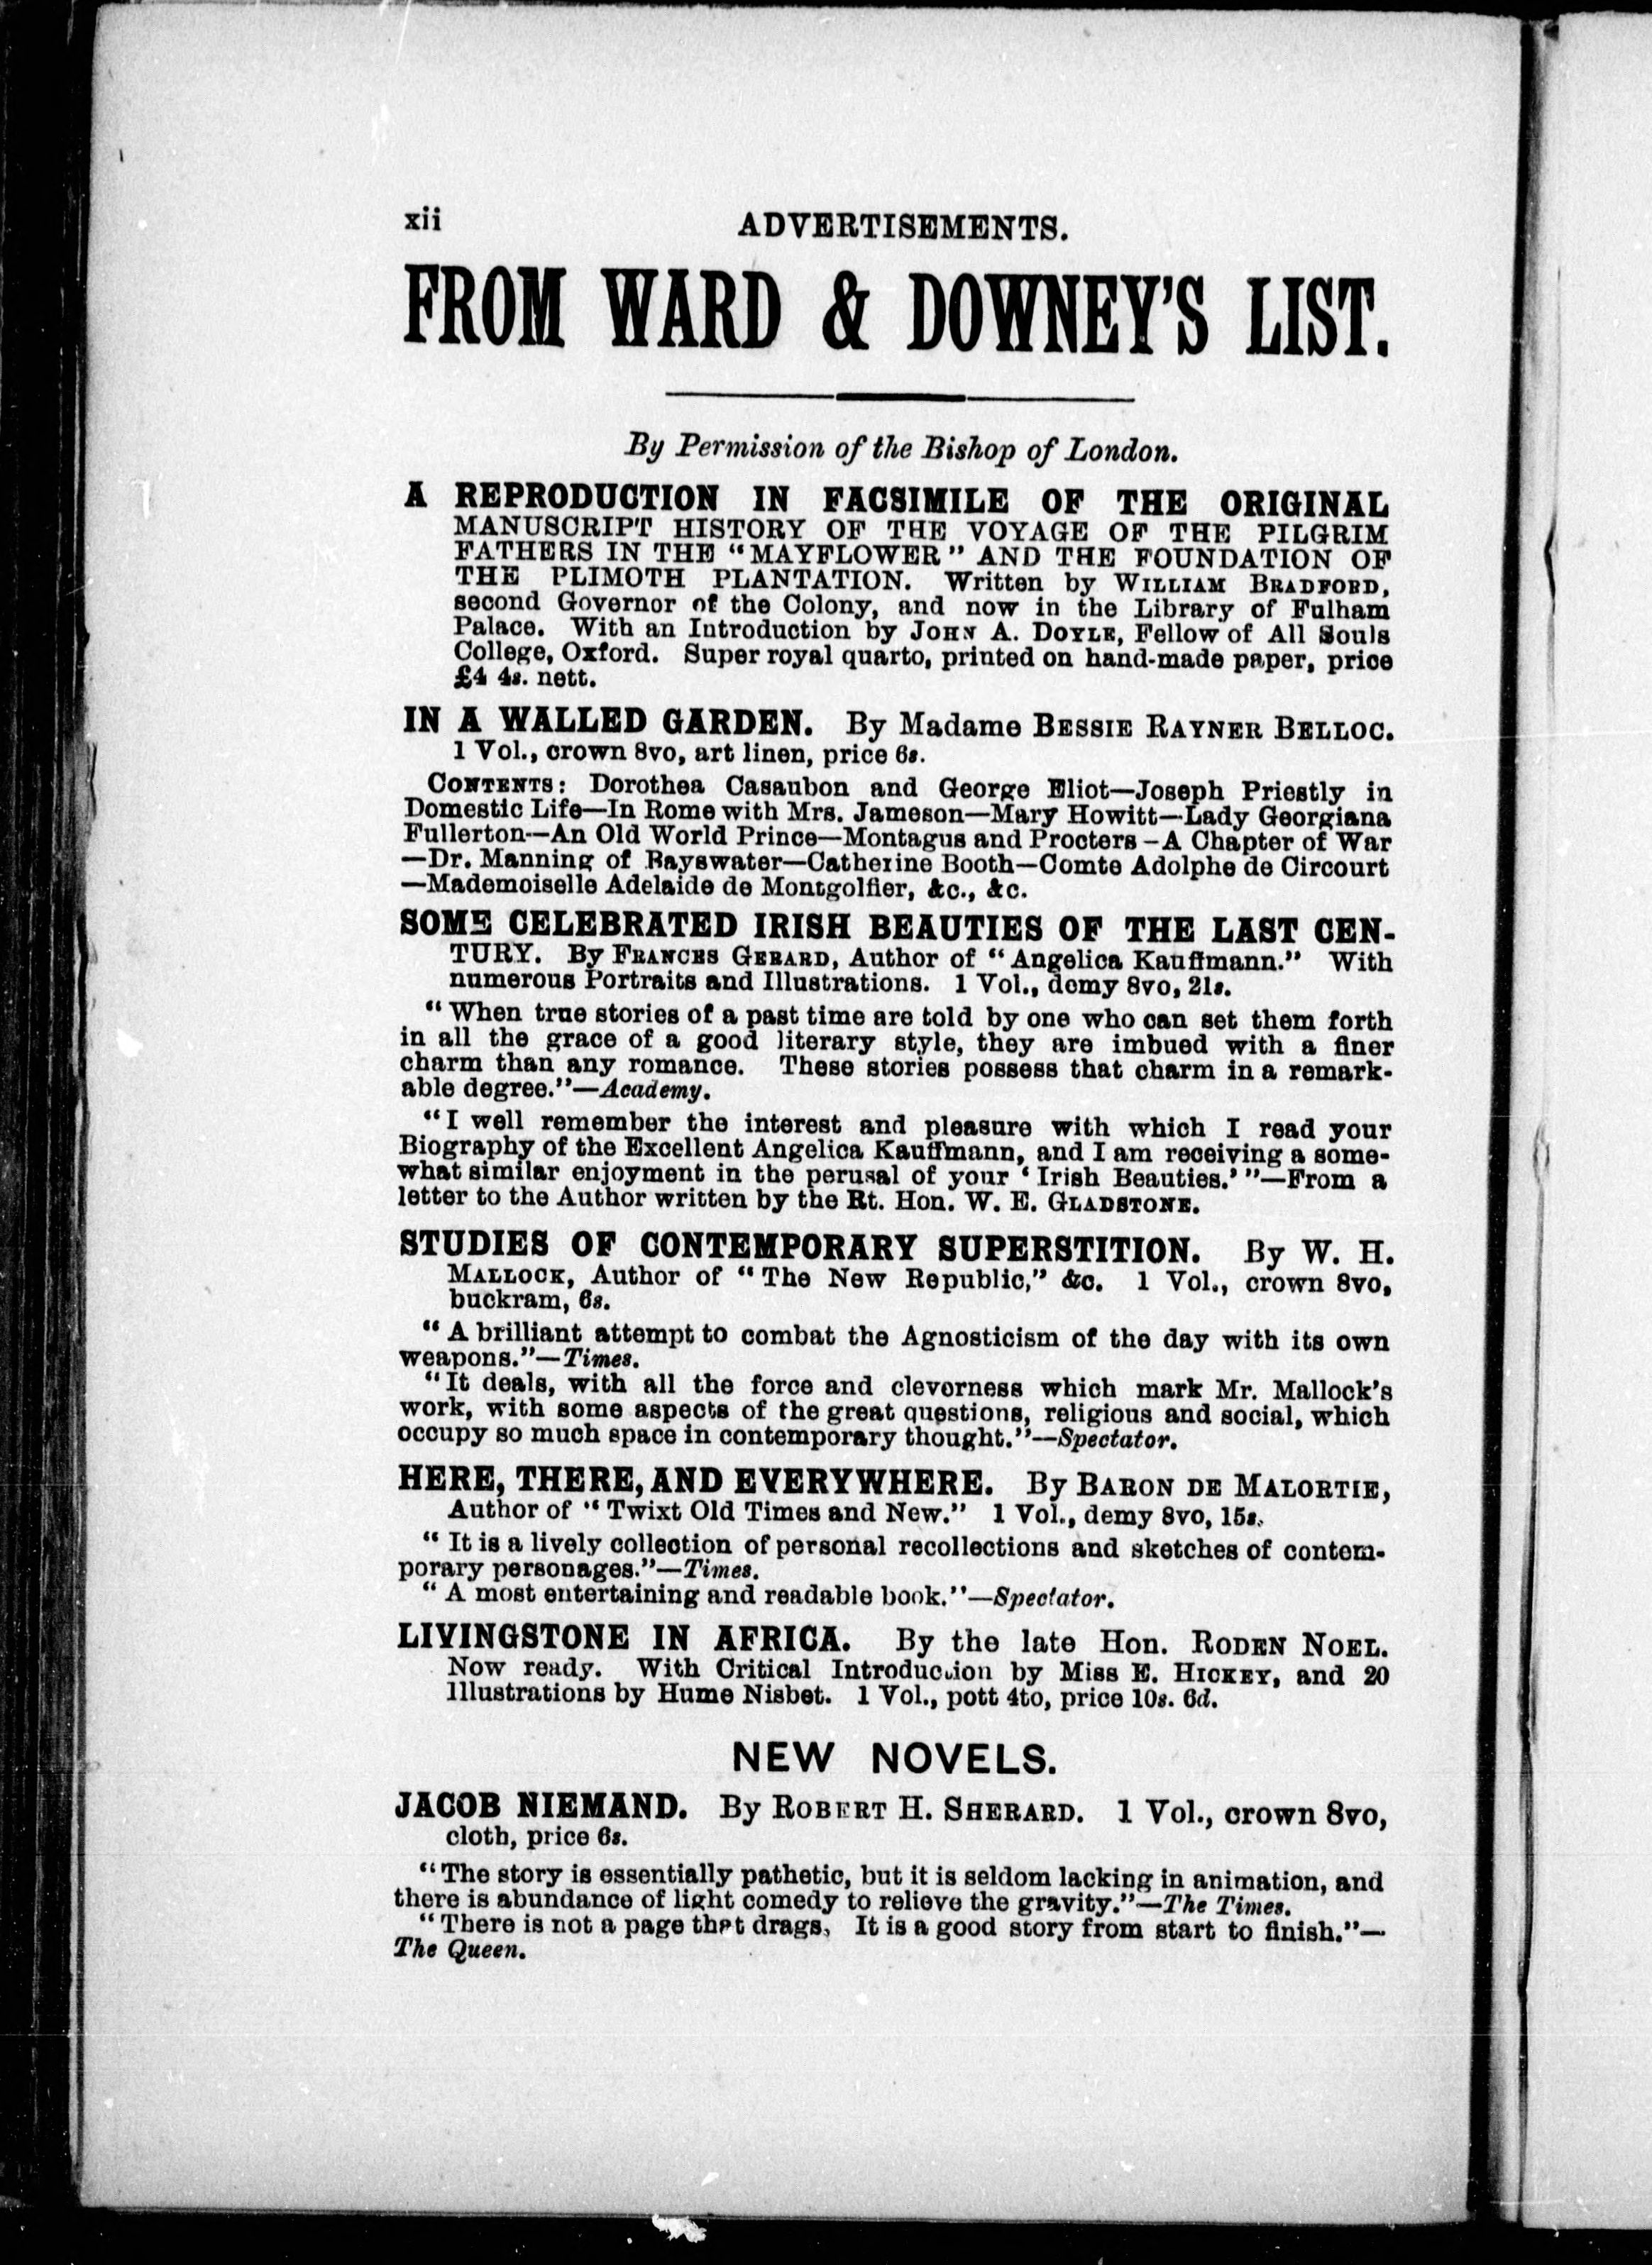 xii
ADVERTISEMENTS.
FROM WARD & DOWNEY'S LIST.
By Permission of the Bishop of London.
A REPRODUCTION IN FACSIMILE OF THE ORIGINAL
MANUSCRIPT HISTORY OF THE VOYAGE OF THE PILGRIM
FATHERS IN THE "MAYFLOWER" AND THE FOUNDATION OF
THE PLIMOTH PLANTATION. Written by WILLIAM BRADFORD,
second Governor of the Colony, and now in the Library of Fulham
Palace. With an Introduction by JOHN A. DOYLE, Fellow of All Souls
College, Oxford. Super royal quarto, printed on hand-made paper, price
£4 4s. nett.
IN A WALLED GARDEN. By Madame BESSIE RAYNER BELLOC.
1 Vol., crown 8vo, art linen, price 6s.
CONTENTS: Dorothea Casaubon and George Eliot—Joseph Priestly in
Domestic Life—In Rome with Mrs. Jameson—Mary Howitt—Lady Georgiana
Fullerton—An Old World Prince—Montagus and Procters—A Chapter of War
—Dr. Manning of Bayswater—Catherine Booth—Comte Adolphe de Circourt
—Mademoiselle Adelaide de Montgolfier, &c., &c.
SOME CELEBRATED IRISH BEAUTIES OF THE LAST CEN-
TURY. By FRANCES GERARD, Author of "Angelica Kauffmann." With
numerous Portraits and Illustrations. 1 Vol., demy 8vo, 21s.
"When true stories of a past time are told by one who can set them forth
in all the grace of a good literary style, they are imbued with a finer
charm than any romance. These stories possess that charm in a remark-
able degree."—Academy.
"I well remember the interest and pleasure with which I read your
Biography of the Excellent Angelica Kauffmann, and I am receiving a some-
what similar enjoyment in the perusal of your 'Irish Beauties.'"—From a
letter to the Author written by the Rt. Hon. W. E. GLADSTONE.
STUDIES OF CONTEMPORARY SUPERSTITION. By W. H.
MALLOCK, Author of "The New Republic," &c. 1 Vol., crown 8vo,
buckram, 6s.
"A brilliant attempt to combat the Agnosticism of the day with its own
weapons."—Times.
"It deals, with all the force and cleverness which mark Mr. Mallock's
work, with some aspects of the great questions, religious and social, which
occupy so much space in contemporary thought."—Spectator.
HERE, THERE, AND EVERYWHERE. By BARON DE MALORTIE,
Author of "Twixt Old Times and New." 1 Vol., demy 8vo, 15s.
"It is a lively collection of personal recollections and sketches of contem-
porary personages."—Times.
"A most entertaining and readable book."—Spectator.
LIVINGSTONE IN AFRICA. By the late Hon. RODEN NOEL.
Now ready. With Critical Introduction by Miss E. HICKEY, and 20
Illustrations by Hume Nisbet. 1 Vol., pott 4to, price 10s. 6d.
NEW NOVELS.
JACOB NIEMAND. By ROBERT H. SHERARD. 1 Vol., crown 8vo,
cloth, price 6s.
"The story is essentially pathetic, but it is seldom lacking in animation, and
there is abundance of light comedy to relieve the gravity."—The Times.
"There is not a page that drags, It is a good story from start to finish."—
The Queen.